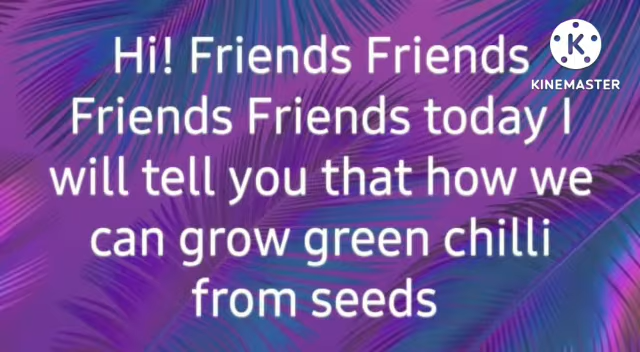 Hi! Friends Friends
K
KINEMASTER
Friends Friends today I
will tell you that how we
can grow green chilli
from seeds